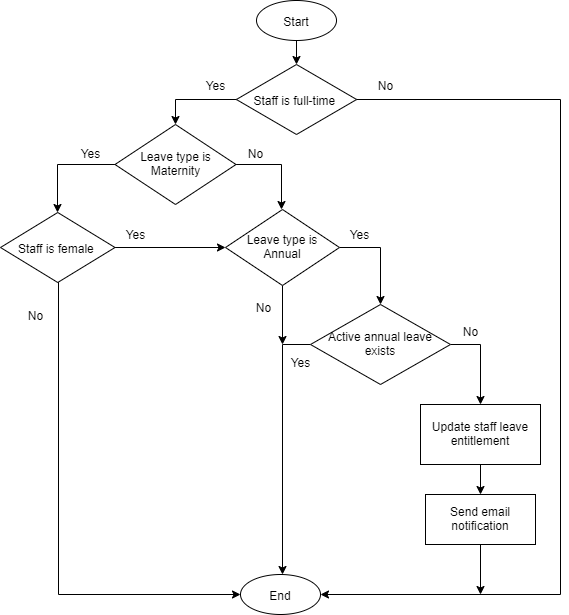 Start
Yes
No
Staff is full-time
Yes
Leave type is
Maternity
No
Staff is female
Yes
Leave type is
Annual
Yes
No
No
Active annual leave
exists
No
Yes
Update staff leave
entitlement
Send email
notification
End